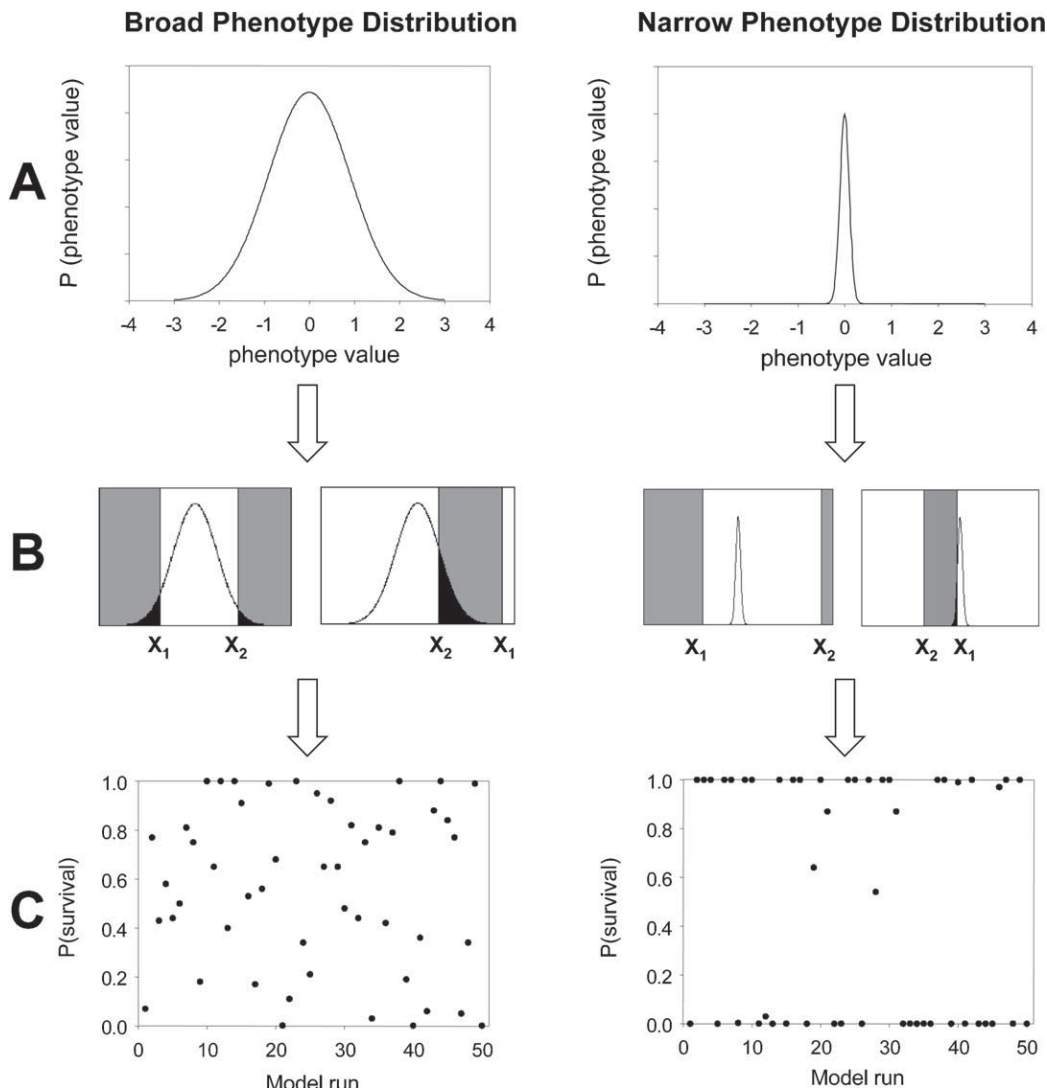 Broad Phenotype Distribution
Narrow Phenotype Distribution
A
P (phenotype value)
-4 -3 -2 -1 0 1 2 3 4
phenotype value
P (phenotype value)
-4 -3 -2 -1 0 1 2 3 4
phenotype value
B
X1 X2
X2 X1
X1 X2
X2 X1
C
P(survival)
1.0
0.8
0.6
0.4
0.2
0.0
0 10 20 30 40 50
Model run
P(survival)
1.0
0.8
0.6
0.4
0.2
0.0
0 10 20 30 40 50
Model run